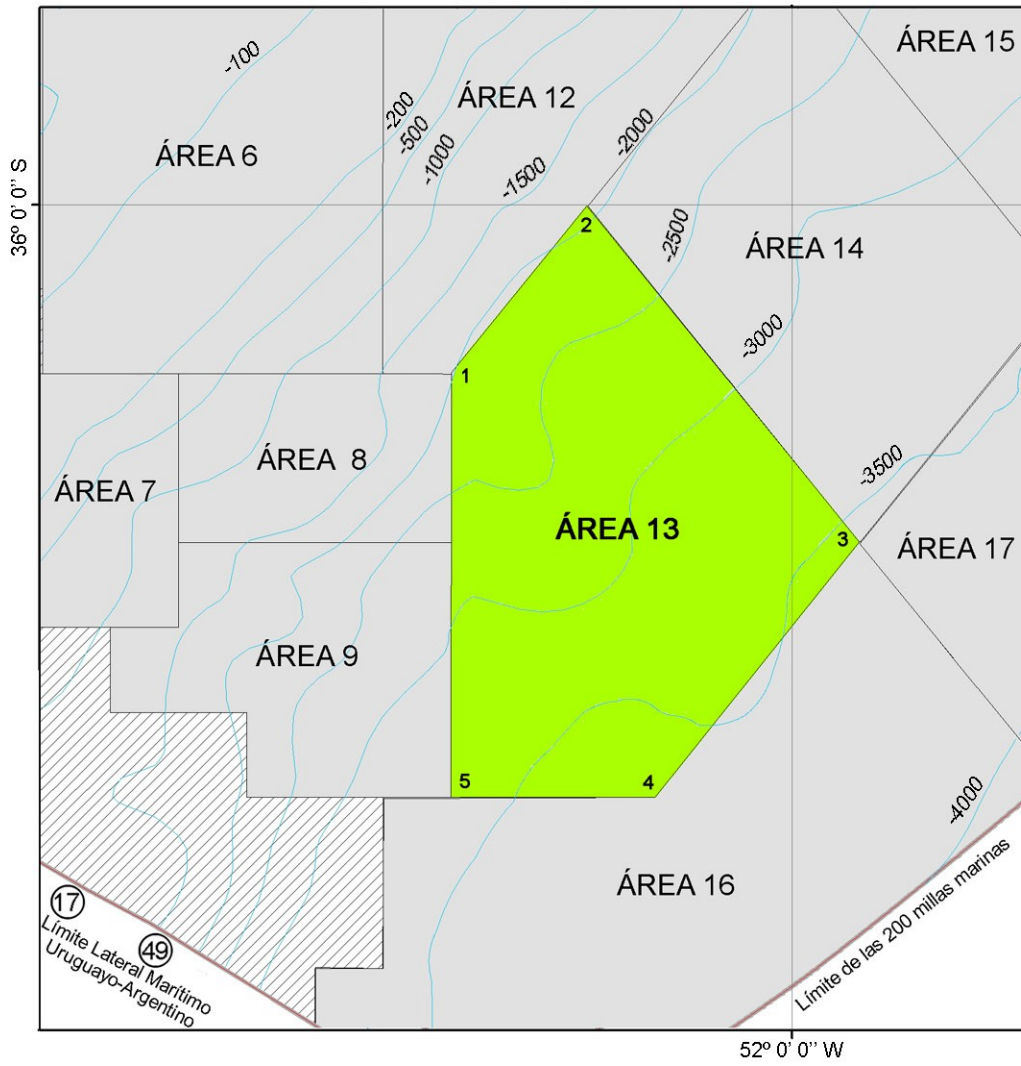 ÁREA 15
-100
ÁREA 12
-200
-500
-1000
-2000
ÁREA 6
-1500
36º 0' 0" S
2
-2500
ÁREA 14
-3000
1
ÁREA 8
-3500
ÁREA 7
ÁREA 13
3
ÁREA 17
ÁREA 9
5
4
-4000
ÁREA 16
17
49
Límite Lateral Marítimo
Uruguayo-Argentino
Límite de las 200 millas marinas
52º 0' 0" W